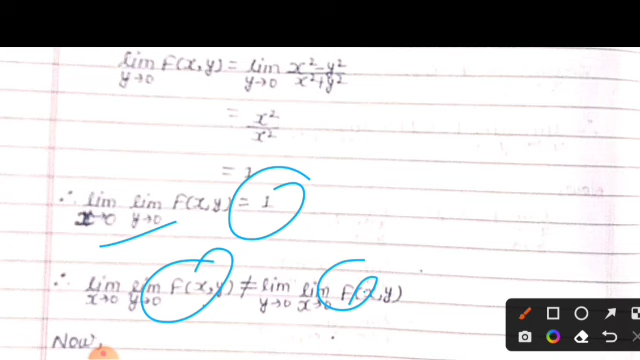 lim y→0 F(x,y) = lim y→0 x²-y² / x²+y²
= x² / x²
= 1
∴ lim x→0 lim y→0 F(x,y) = 1
∴ lim x→0 lim y→0 F(x,y) ≠ lim y→0 lim x→0 F(x,y)
Now,